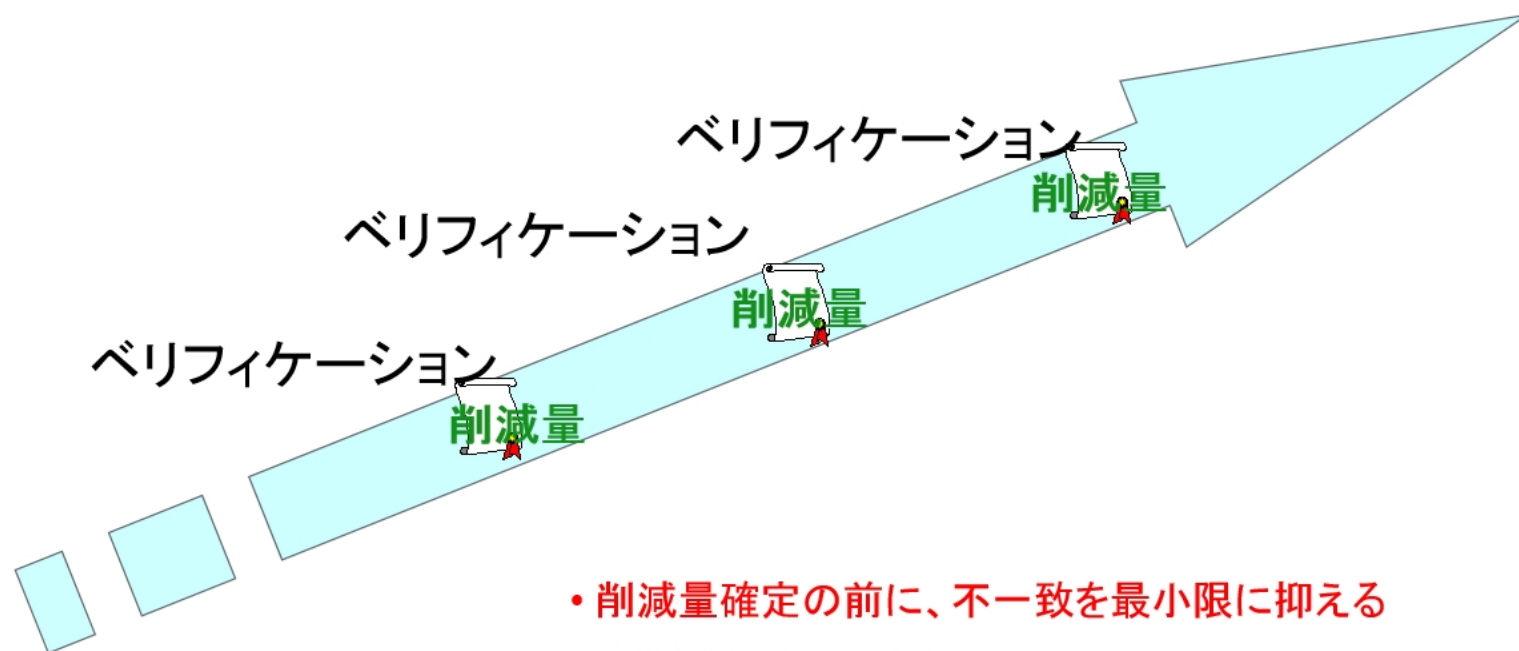 ベリフィケーション
削減量
ベリフィケーション
削減量
ベリフィケーション
削減量
• 削減量確定の前に、不一致を最小限に抑える